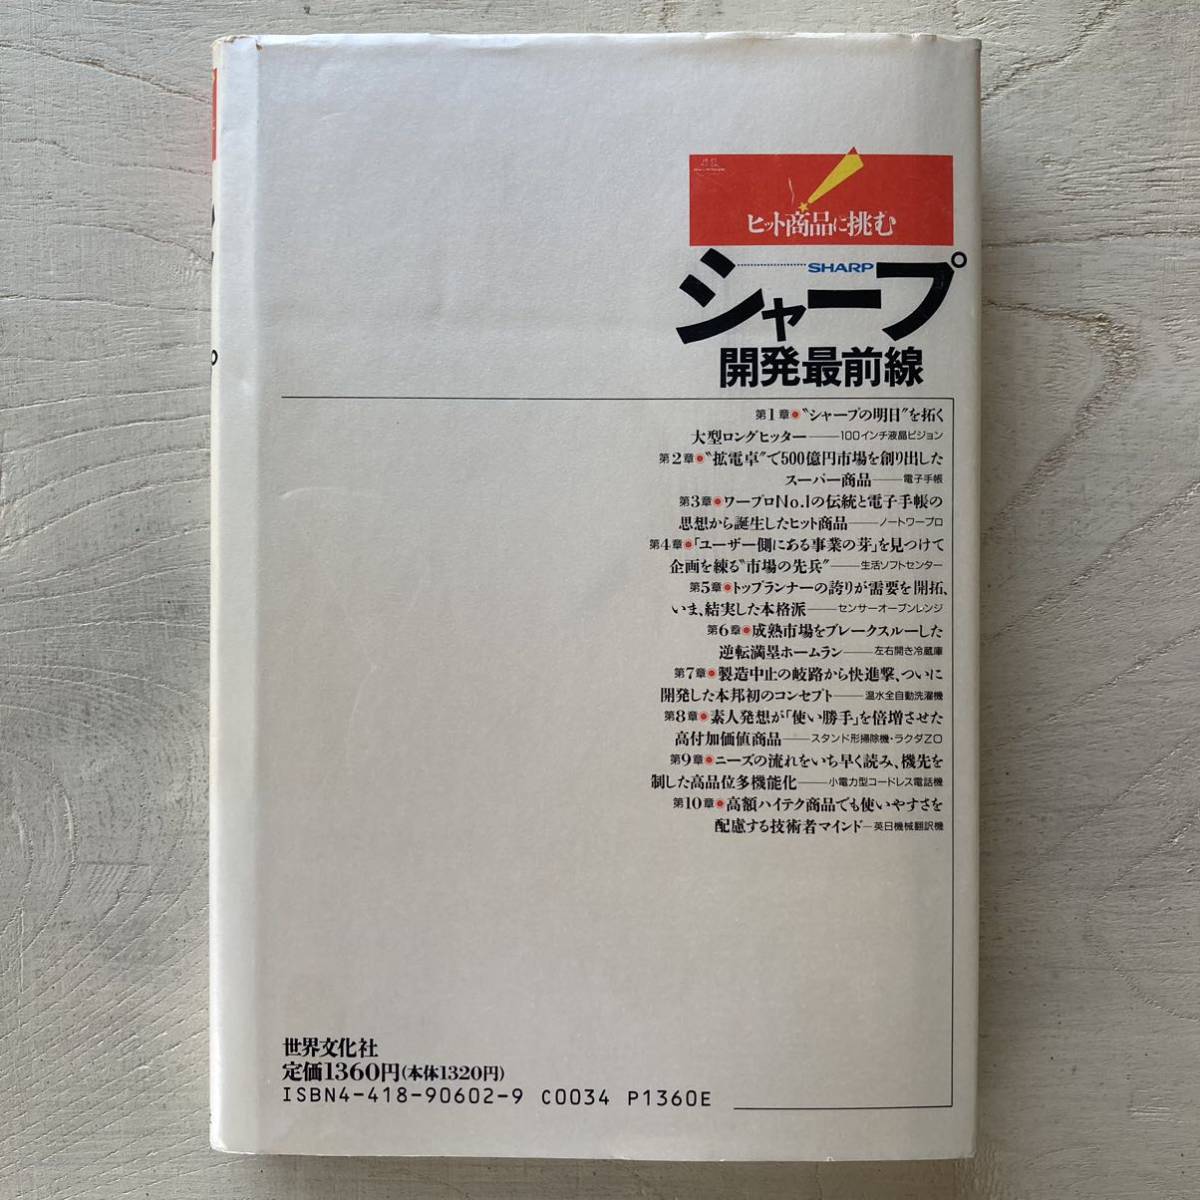 ヒット商品に挑む
SHARP
シャープ
開発最前線
第1章●〝シャープの明日〟を拓く
大型ロングヒッター——100インチ液晶ビジョン
第2章●〝拡電卓〟で500億円市場を創り出した
スーパー商品——電子手帳
第3章●ワープロNo.1の伝統と電子手帳の
思想から誕生したヒット商品——ノートワープロ
第4章●「ユーザー側にある事業の芽」を見つけて
企画を練る〝市場の先兵〟——生活ソフトセンター
第5章●トップランナーの誇りが需要を開拓、
いま、結実した本格派——センサーオーブンレンジ
第6章●成熟市場をブレークスルーした
逆転満塁ホームラン——左右開き冷蔵庫
第7章●製造中止の岐路から快進撃、ついに
開発した本邦初のコンセプト——温水全自動洗濯機
第8章●素人発想が「使い勝手」を倍増させた
高付加価値商品——スタンド形掃除機・ラクダZO
第9章●ニーズの流れをいち早く読み、機先を
制した高品位多機能化——小電力型コードレス電話機
第10章●高額ハイテク商品でも使いやすさを
配慮する技術者マインド—英日機械翻訳機
世界文化社
定価1360円(本体1320円)
ISBN4-418-90602-9 C0034 P1360E